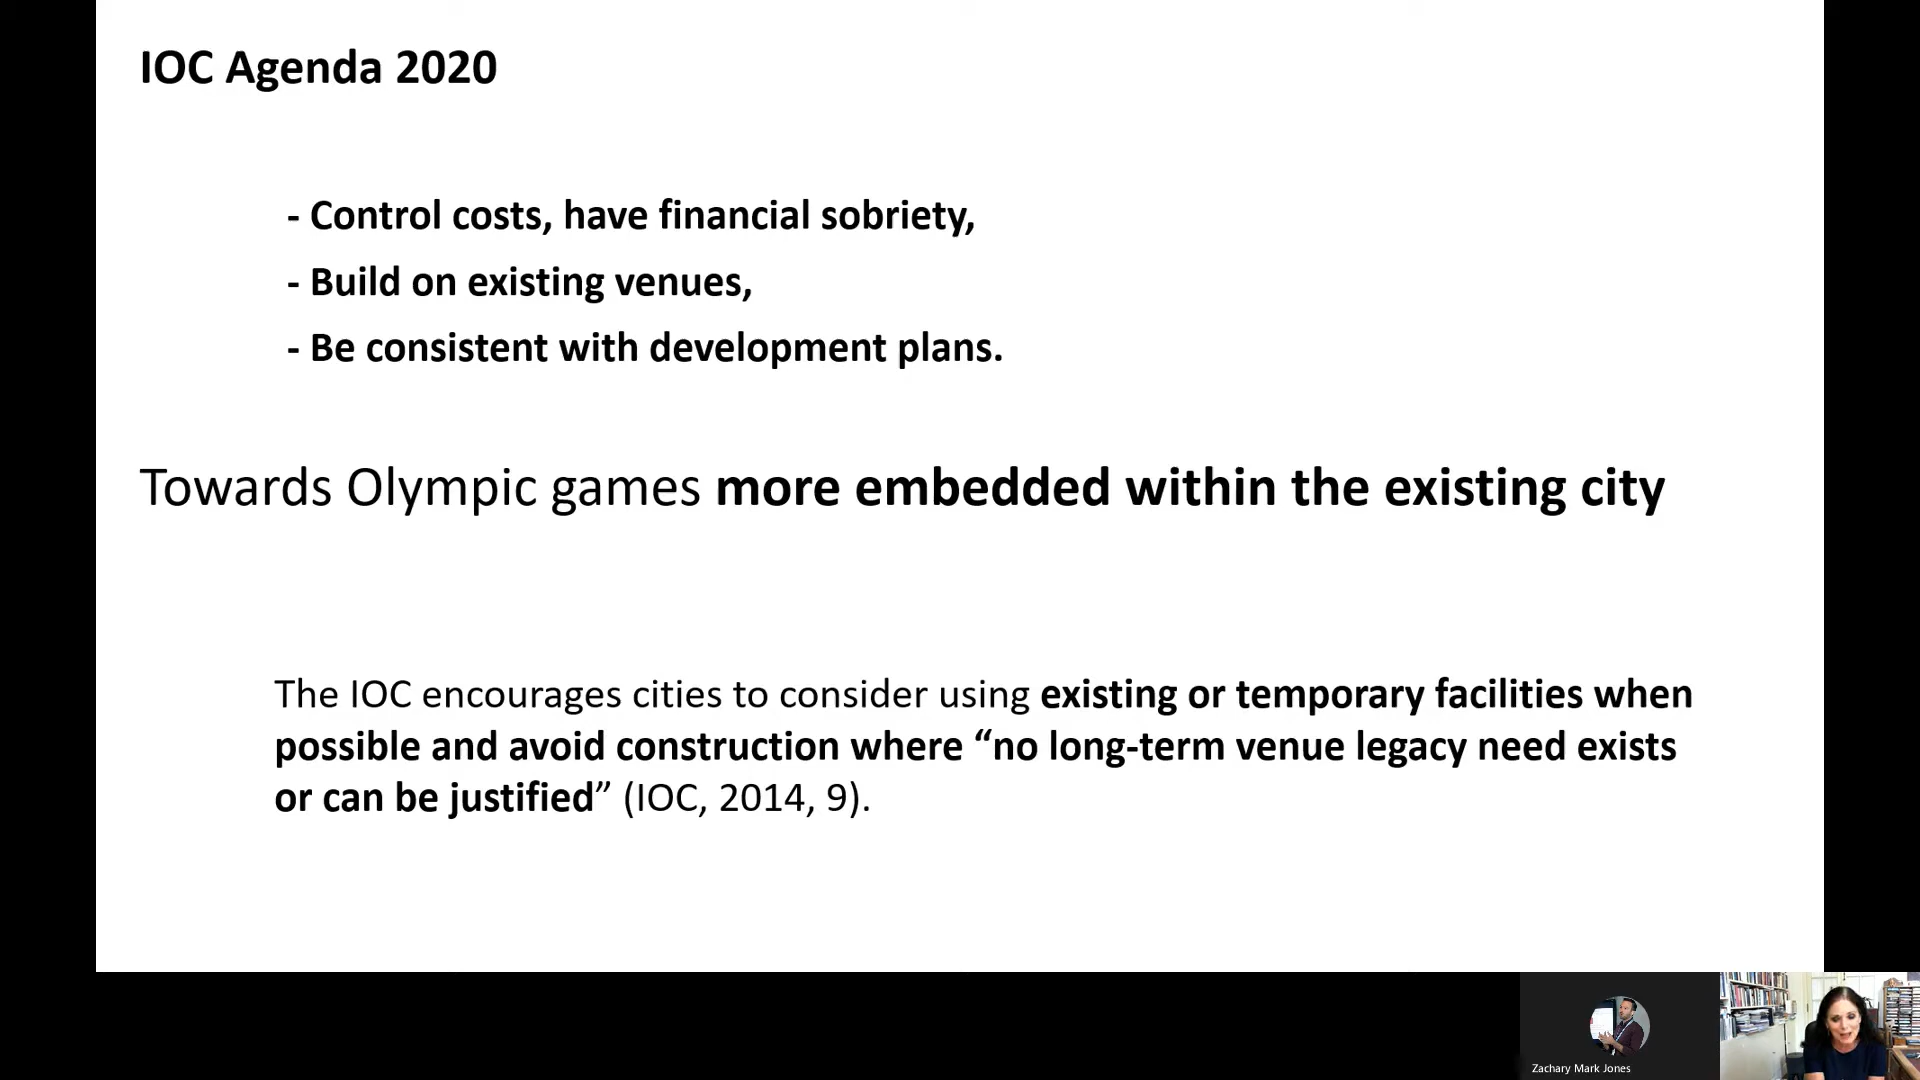 IOC Agenda 2020
- Control costs, have financial sobriety,
- Build on existing venues,
- Be consistent with development plans.
Towards Olympic games more embedded within the existing city
The IOC encourages cities to consider using existing or temporary facilities when
possible and avoid construction where “no long-term venue legacy need exists
or can be justified” (IOC, 2014, 9).
Zachary Mark Jones